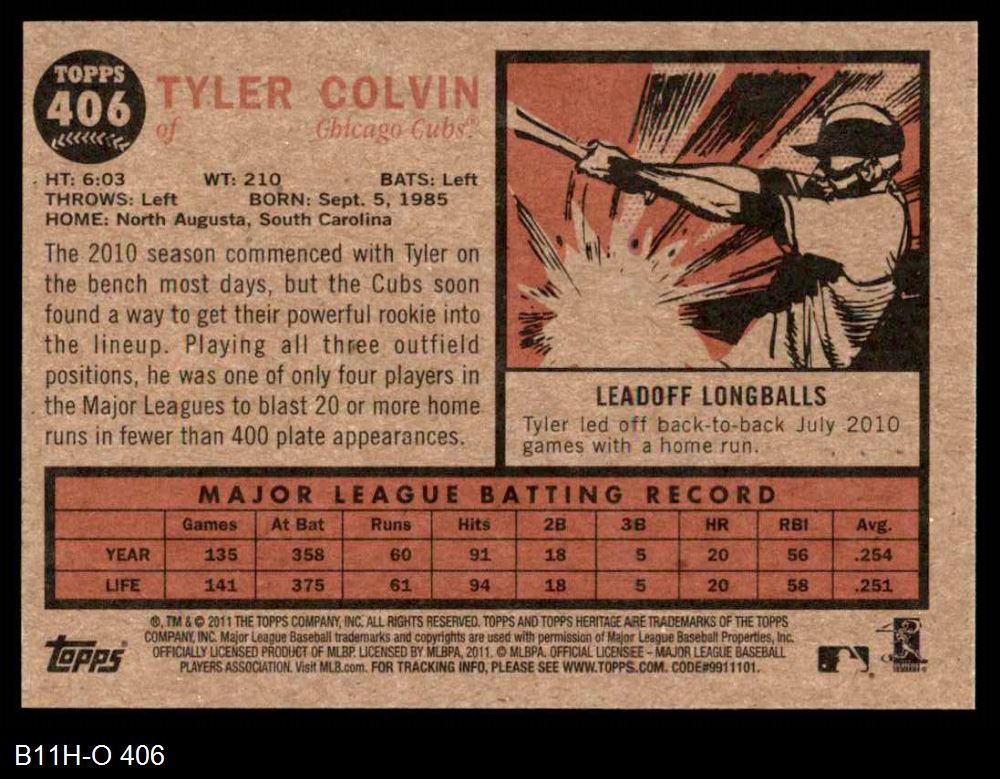 TOPPS
406
TYLER COLVIN
of Chicago Cubs®
HT: 6:03 WT: 210 BATS: Left
THROWS: Left BORN: Sept. 5, 1985
HOME: North Augusta, South Carolina
The 2010 season commenced with Tyler on
the bench most days, but the Cubs soon
found a way to get their powerful rookie into
the lineup. Playing all three outfield
positions, he was one of only four players in
the Major Leagues to blast 20 or more home
runs in fewer than 400 plate appearances.
LEADOFF LONGBALLS
Tyler led off back-to-back July 2010
games with a home run.
MAJOR LEAGUE BATTING RECORD
Games At Bat Runs Hits 2B 3B HR RBI Avg.
YEAR 135 358 60 91 18 5 20 56 .254
LIFE 141 375 61 94 18 5 20 58 .251
®, TM & © 2011 THE TOPPS COMPANY, INC. ALL RIGHTS RESERVED. TOPPS AND TOPPS HERITAGE ARE TRADEMARKS OF THE TOPPS
COMPANY, INC. Major League Baseball trademarks and copyrights are used with permission of Major League Baseball Properties, Inc.
OFFICIALLY LICENSED PRODUCT OF MLBP. LICENSED BY MLBPA, 2011. © MLBPA. OFFICIAL LICENSEE – MAJOR LEAGUE BASEBALL
PLAYERS ASSOCIATION. Visit MLB.com. FOR TRACKING INFO, PLEASE SEE WWW.TOPPS.COM. CODE#9911101.
Topps
B11H-O 406